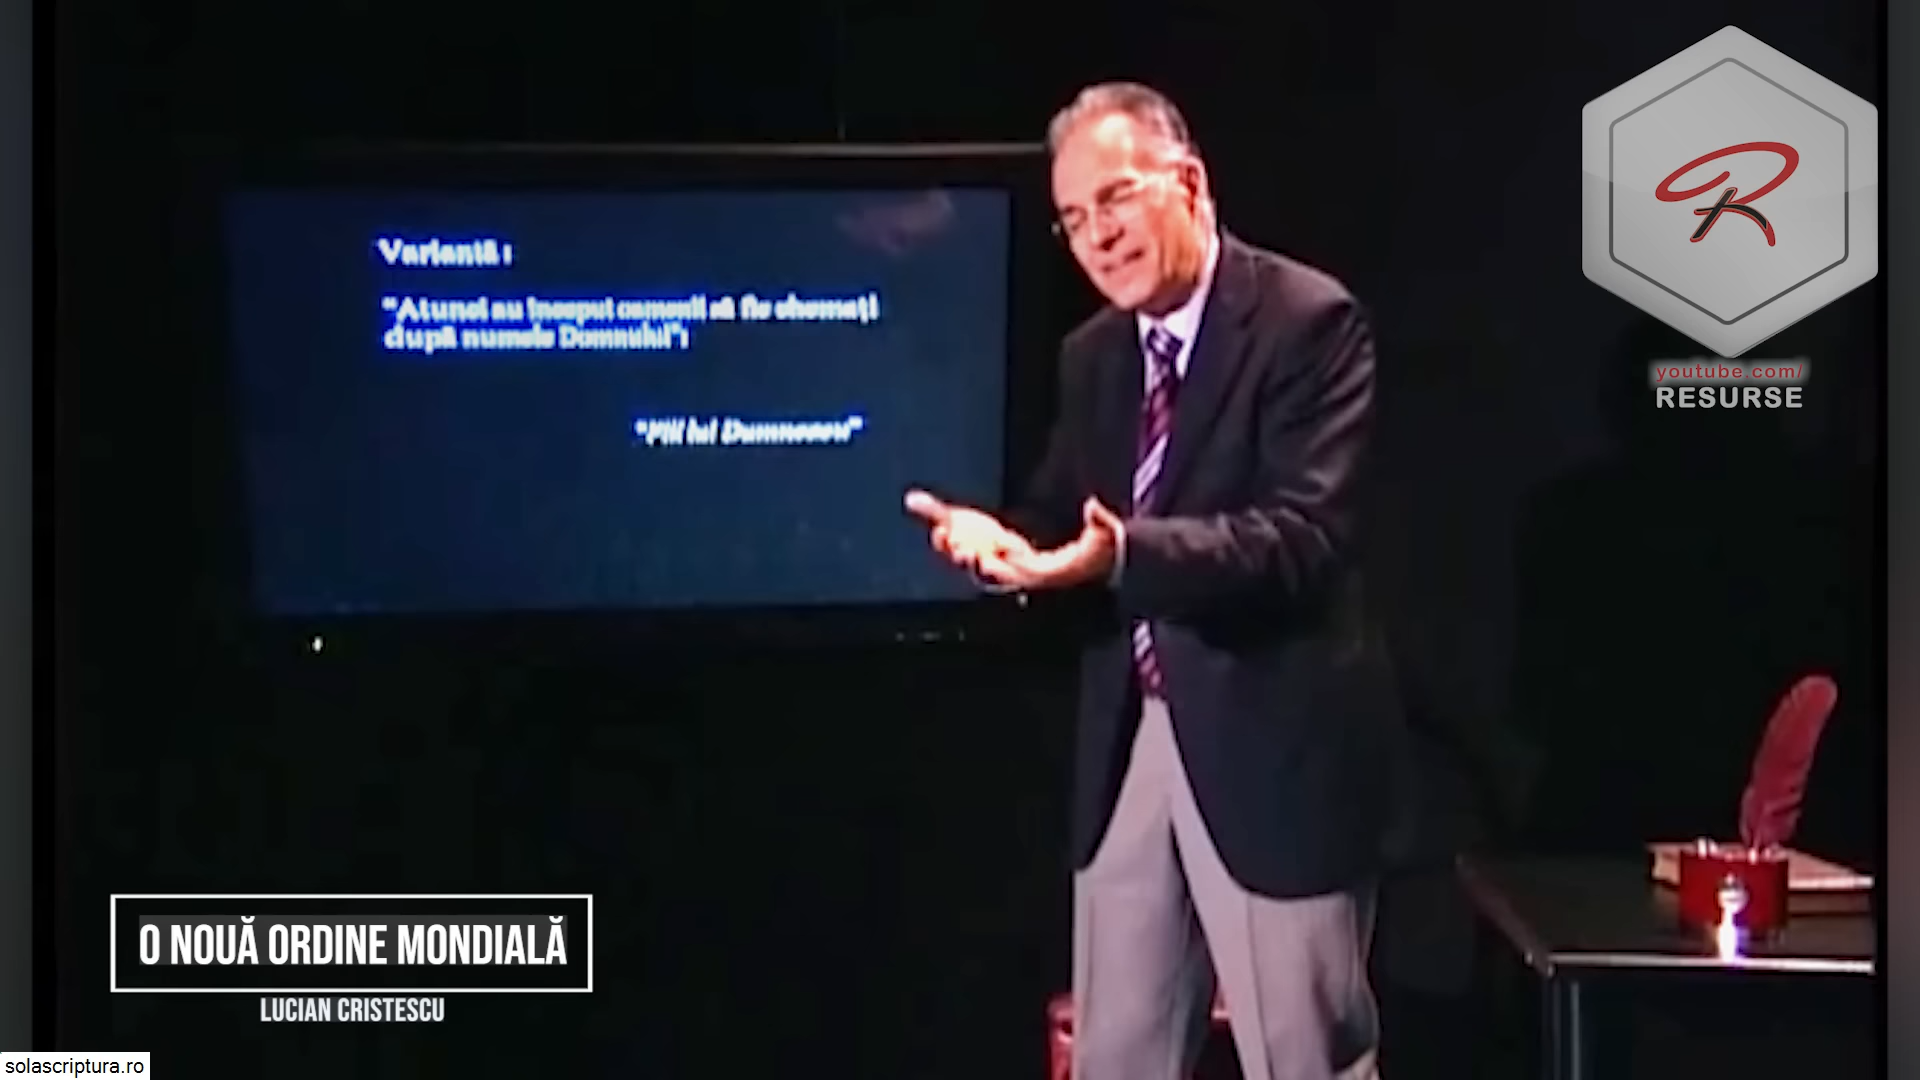 Variantă:
"Atunci au început oamenii să fie chemați
după numele Domnului":
"Fiii lui Dumnezeu"
R
youtube.com/
RESURSE
O NOUĂ ORDINE MONDIALĂ
LUCIAN CRISTESCU
solascriptura.ro